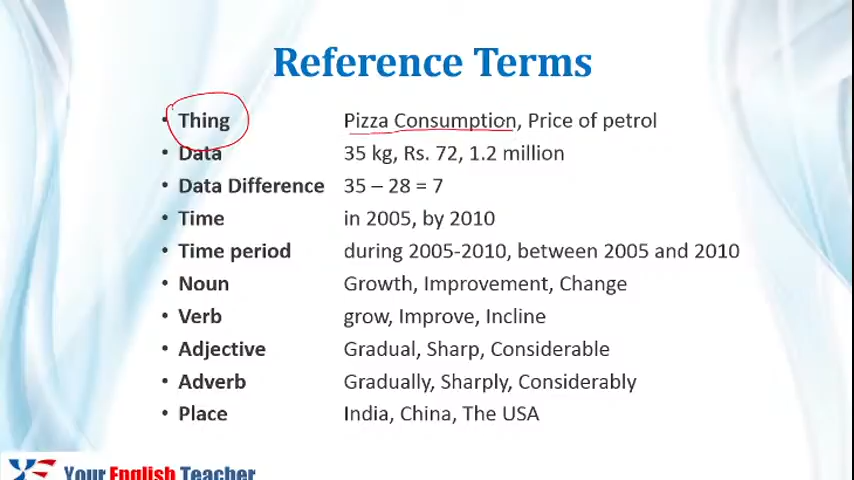 Reference Terms
• Thing Pizza Consumption, Price of petrol
• Data 35 kg, Rs. 72, 1.2 million
• Data Difference 35 – 28 = 7
• Time in 2005, by 2010
• Time period during 2005-2010, between 2005 and 2010
• Noun Growth, Improvement, Change
• Verb grow, Improve, Incline
• Adjective Gradual, Sharp, Considerable
• Adverb Gradually, Sharply, Considerably
• Place India, China, The USA
Your English Teacher